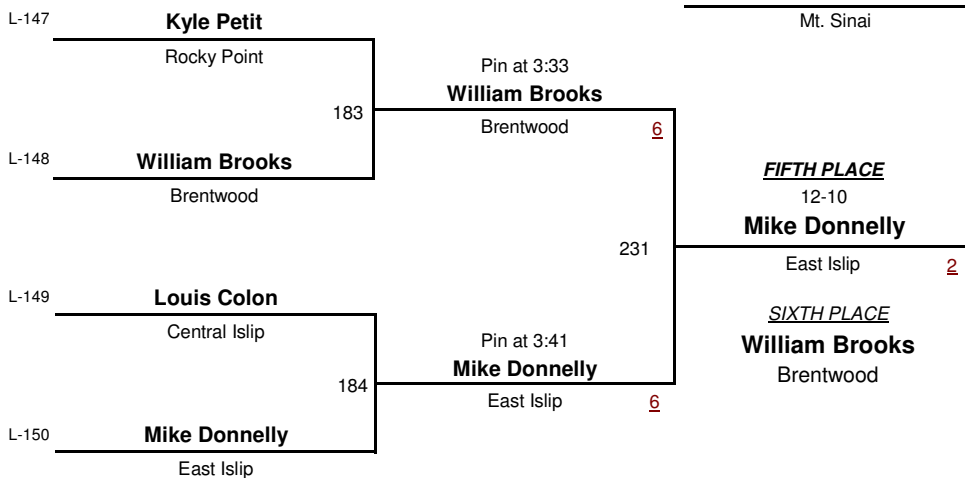 Mt. Sinai
L-147
Kyle Petit
Rocky Point
Pin at 3:33
William Brooks
183
Brentwood
6
L-148
William Brooks
Brentwood
FIFTH PLACE
12-10
Mike Donnelly
231
East Islip
2
L-149
Louis Colon
Central Islip
SIXTH PLACE
William Brooks
Brentwood
Pin at 3:41
Mike Donnelly
184
East Islip
6
L-150
Mike Donnelly
East Islip